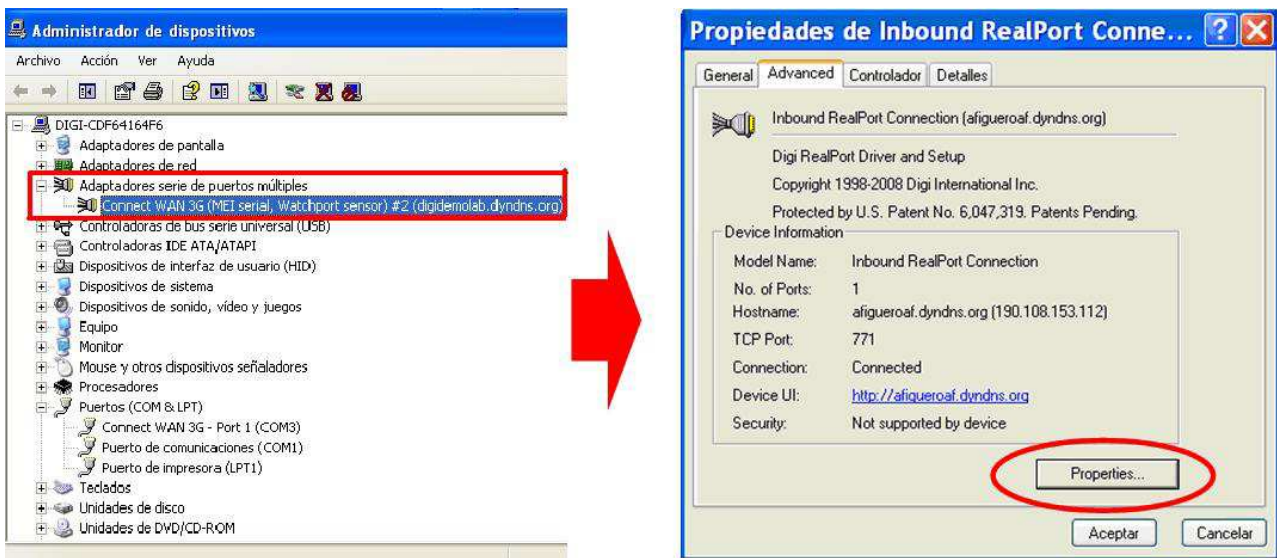 Administrador de dispositivos
Archivo Acción Ver Ayuda
DIGI-CDF64164F6
Adaptadores de pantalla
Adaptadores de red
Adaptadores serie de puertos múltiples
Connect WAN 3G (MEI serial, Watchport sensor) #2 (digidemolab.dyndns.org)
Controladoras de bus serie universal (USB)
Controladoras IDE ATA/ATAPI
Dispositivos de interfaz de usuario (HID)
Dispositivos de sistema
Dispositivos de sonido, vídeo y juegos
Equipo
Monitor
Mouse y otros dispositivos señaladores
Procesadores
Puertos (COM & LPT)
Connect WAN 3G - Port 1 (COM3)
Puerto de comunicaciones (COM1)
Puerto de impresora (LPT1)
Teclados
Unidades de disco
Unidades de DVD/CD-ROM
Propiedades de Inbound RealPort Conne...
General Advanced Controlador Detalles
Inbound RealPort Connection (afigueroaf.dyndns.org)
Digi RealPort Driver and Setup
Copyright 1998-2008 Digi International Inc.
Protected by U.S. Patent No. 6,047,319. Patents Pending.
Device Information
Model Name: Inbound RealPort Connection
No. of Ports: 1
Hostname: afigueroaf.dyndns.org (190.108.153.112)
TCP Port: 771
Connection: Connected
Device UI: http://afigueroaf.dyndns.org
Security: Not supported by device
Properties...
Aceptar Cancelar